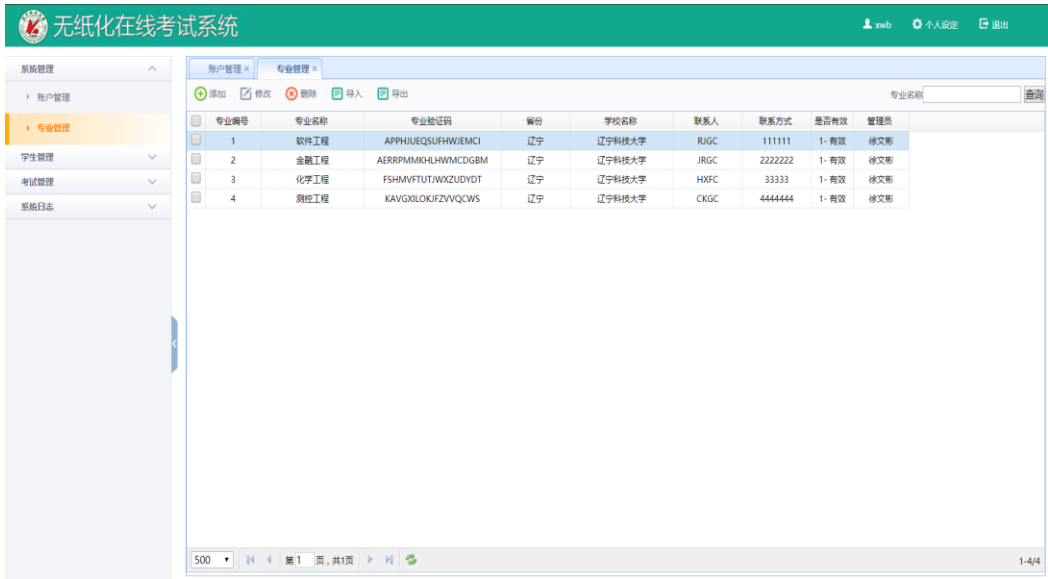 无纸化在线考试系统 xwb 个人设定 退出
系统管理
账户管理
专业管理
学生管理
考试管理
系统日志
账户管理 × 专业管理 ×
添加 修改 删除 导入 导出 专业名称 查询
专业编号 专业名称 专业验证码 省份 学校名称 联系人 联系方式 是否有效 管理员
1 软件工程 APPHJUEQSUFHWJEMCI 辽宁 辽宁科技大学 RJGC 111111 1- 有效 徐文彬
2 金融工程 AERRPMMKHLHWMCDGBM 辽宁 辽宁科技大学 JRGC 2222222 1- 有效 徐文彬
3 化学工程 FSHMVFTUTJWXZUDYDT 辽宁 辽宁科技大学 HXFC 33333 1- 有效 徐文彬
4 测控工程 KAVGXILOKJFZVVQCWS 辽宁 辽宁科技大学 CKGC 4444444 1- 有效 徐文彬
500 第 1 页 , 共1页 1-4/4